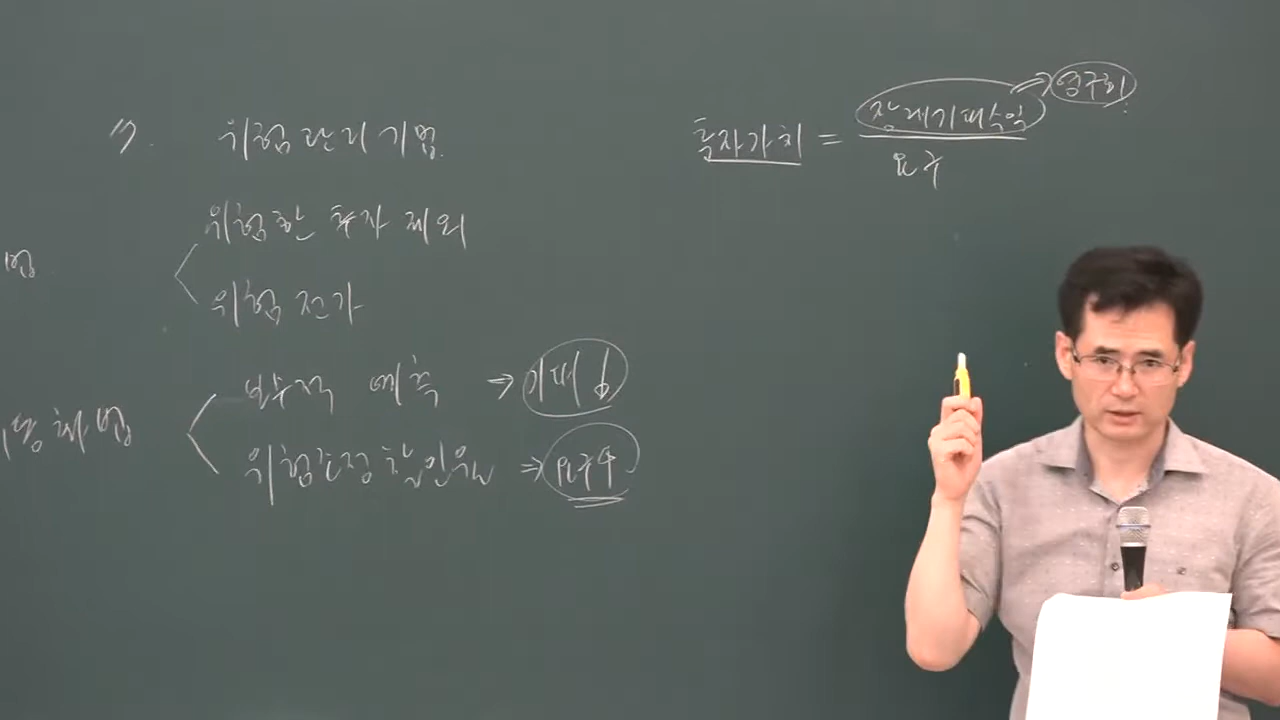 7. 위험관리기법
위험한 투자 제외
위험 전가
보수적 예측 ⇒ 기대↓
위험조정할인율 ⇒ 요구↑
투자가치 = 장래기대수익 ⇒ 영구히
요구